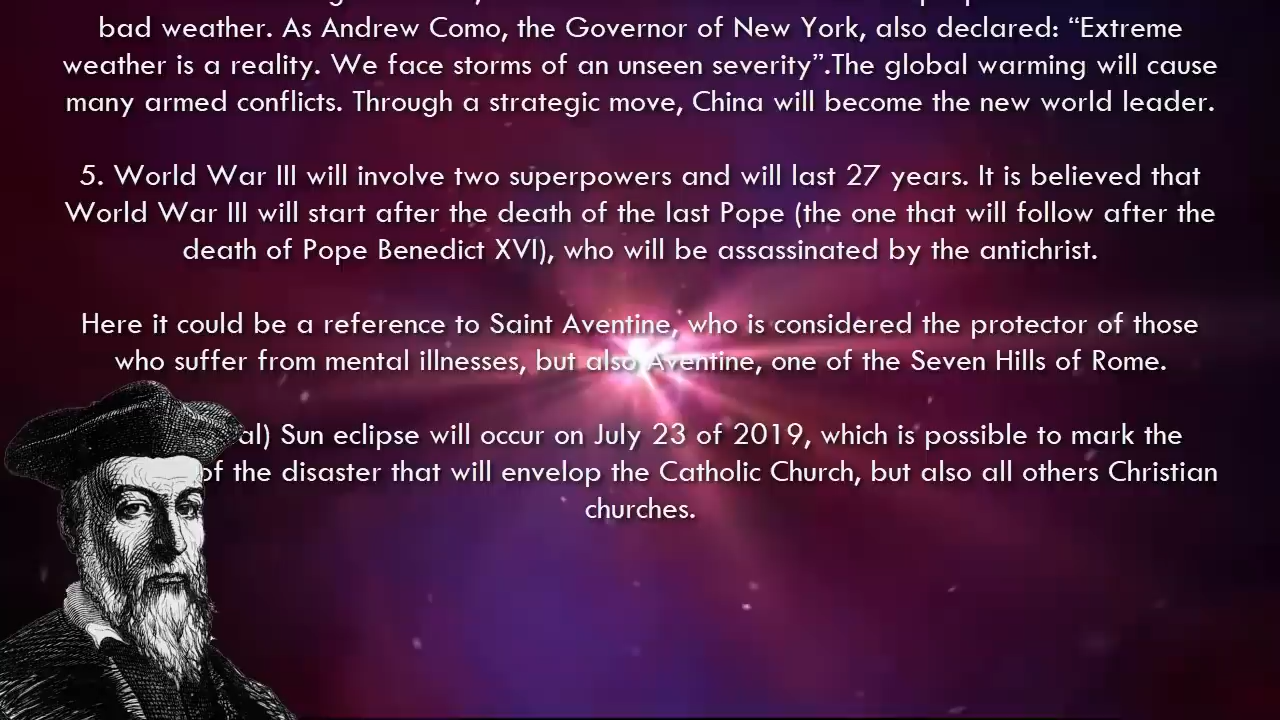 bad weather. As Andrew Como, the Governor of New York, also declared: “Extreme
weather is a reality. We face storms of an unseen severity”.The global warming will cause
many armed conflicts. Through a strategic move, China will become the new world leader.
5. World War III will involve two superpowers and will last 27 years. It is believed that
World War III will start after the death of the last Pope (the one that will follow after the
death of Pope Benedict XVI), who will be assassinated by the antichrist.
Here it could be a reference to Saint Aventine, who is considered the protector of those
who suffer from mental illnesses, but also Aventine, one of the Seven Hills of Rome.
al) Sun eclipse will occur on July 23 of 2019, which is possible to mark the
of the disaster that will envelop the Catholic Church, but also all others Christian
churches.